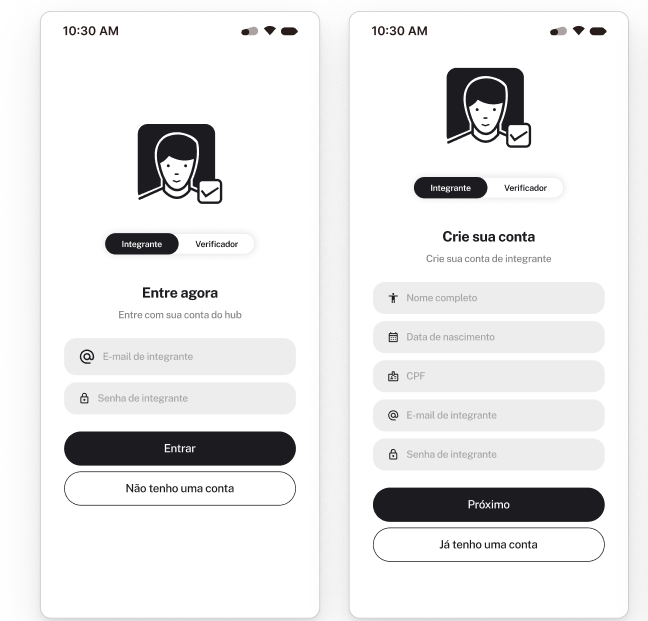 10:30 AM
Integrante
Verificador
Entre agora
Entre com sua conta do hub
E-mail de integrante
Senha de integrante
Entrar
Não tenho uma conta
10:30 AM
Integrante
Verificador
Crie sua conta
Crie sua conta de integrante
Nome completo
Data de nascimento
CPF
E-mail de integrante
Senha de integrante
Próximo
Já tenho uma conta